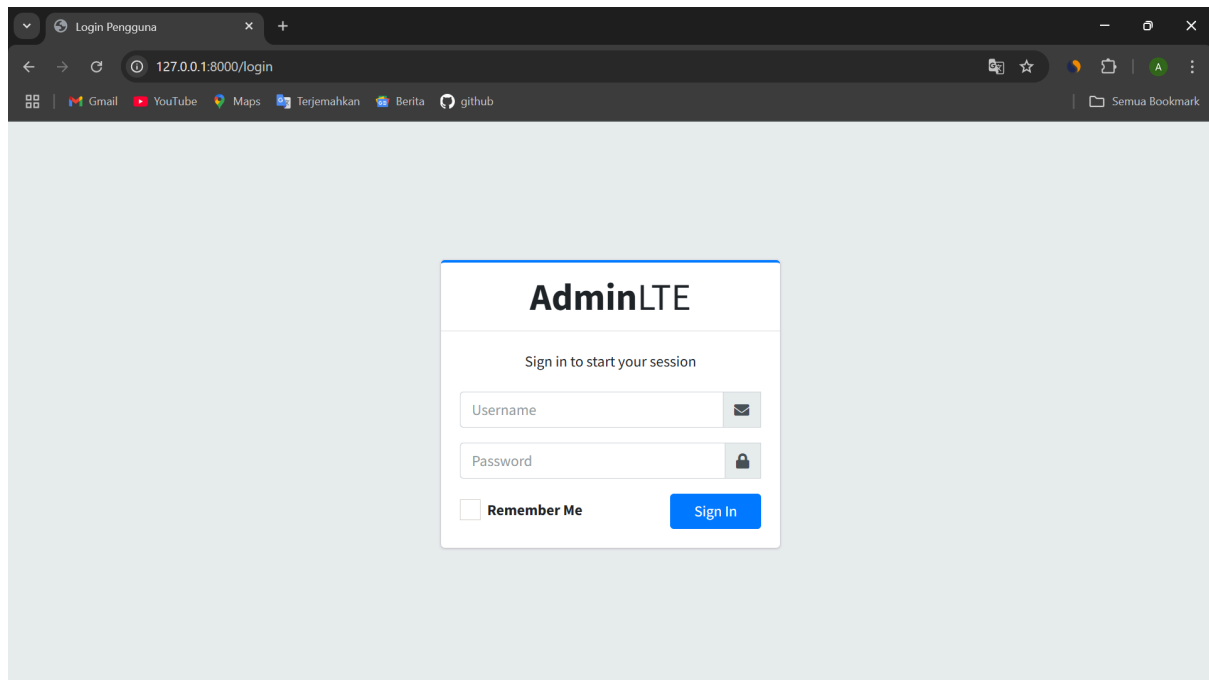 Login Pengguna
127.0.0.1:8000/login
A
Gmail YouTube Maps Terjemahkan Berita github Semua Bookmark
AdminLTE
Sign in to start your session
Username
Password
Remember Me Sign In